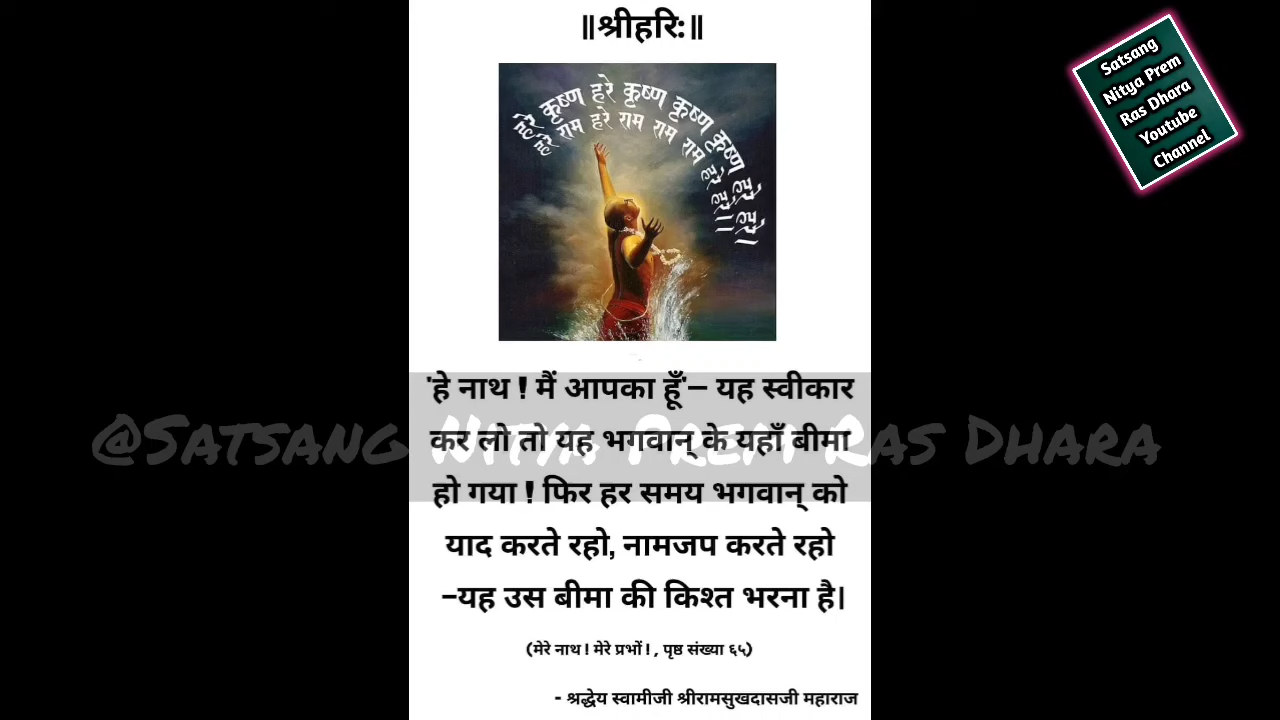 ॥श्रीहरि:॥
Satsang
Nitya Prem
Ras Dhara
Youtube
Channel
हरे कृष्ण हरे कृष्ण कृष्ण कृष्ण हरे हरे।
हरे राम हरे राम राम राम हरे हरे।।
'हे नाथ ! मैं आपका हूँ'– यह स्वीकार
कर लो तो यह भगवान् के यहाँ बीमा
@Satsang Nitya Prem Ras Dhara
हो गया ! फिर हर समय भगवान् को
याद करते रहो, नामजप करते रहो
–यह उस बीमा की किश्त भरना है।
(मेरे नाथ ! मेरे प्रभों ! , पृष्ठ संख्या ६५)
- श्रद्धेय स्वामीजी श्रीरामसुखदासजी महाराज